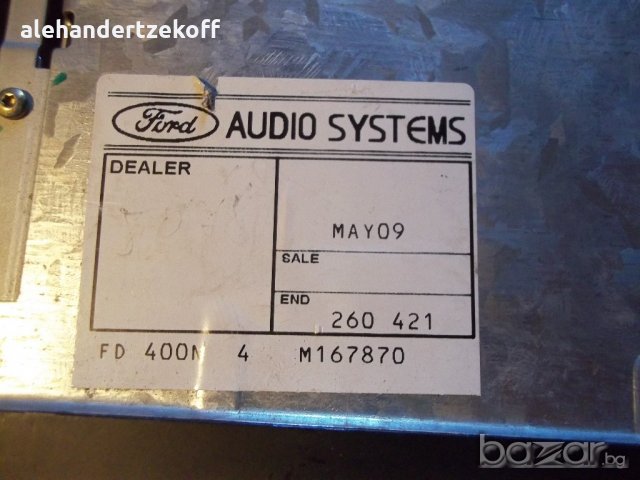 alehandertzekoff
Ford AUDIO SYSTEMS
DEALER
MAY09
SALE
END
260 421
FD 400N 4 M167870
bazar.bg